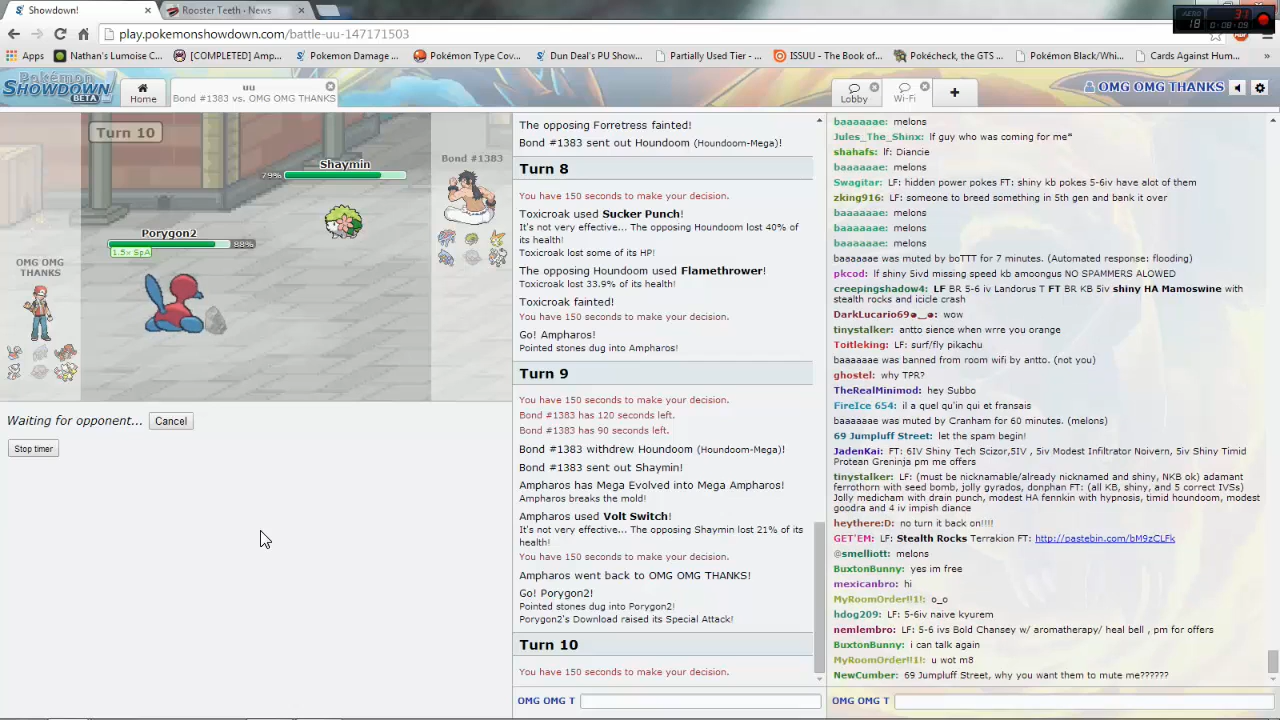 Showdown!
Rooster Teeth · News
AERO
18
31
0:08:09
play.pokemonshowdown.com/battle-uu-147171503
Apps
Nathan's Lumoise C...
[COMPLETED] Amp...
Pokemon Damage ...
Pokémon Type Cov...
Dun Deal's PU Show...
Partially Used Tier - ...
ISSUU - The Book of...
Pokécheck, the GTS ...
Pokémon Black/Whi...
Cards Against Hum...
Pokémon
SHOWDOWN
BETA
Home
uu
Bond #1383 vs. OMG OMG THANKS
Lobby
Wi-Fi
OMG OMG THANKS
Turn 10
Shaymin
79%
Bond #1383
Porygon2
88%
1.5× SpA
OMG OMG
THANKS
Waiting for opponent...
Cancel
Stop timer
The opposing Forretress fainted!
Bond #1383 sent out Houndoom (Houndoom-Mega)!
Turn 8
You have 150 seconds to make your decision.
Toxicroak used Sucker Punch!
It's not very effective... The opposing Houndoom lost 40% of
its health!
Toxicroak lost some of its HP!
The opposing Houndoom used Flamethrower!
Toxicroak lost 33.9% of its health!
Toxicroak fainted!
You have 150 seconds to make your decision.
Go! Ampharos!
Pointed stones dug into Ampharos!
Turn 9
You have 150 seconds to make your decision.
Bond #1383 has 120 seconds left.
Bond #1383 has 90 seconds left.
Bond #1383 withdrew Houndoom (Houndoom-Mega)!
Bond #1383 sent out Shaymin!
Ampharos has Mega Evolved into Mega Ampharos!
Ampharos breaks the mold!
Ampharos used Volt Switch!
It's not very effective... The opposing Shaymin lost 21% of its
health!
You have 150 seconds to make your decision.
Ampharos went back to OMG OMG THANKS!
Go! Porygon2!
Pointed stones dug into Porygon2!
Porygon2's Download raised its Special Attack!
Turn 10
You have 150 seconds to make your decision.
OMG OMG T
baaaaaae: melons
Jules_The_Shinx: If guy who was coming for me*
shahafs: lf: Diancie
baaaaaae: melons
Swagitar: LF: hidden power pokes FT: shiny kb pokes 5-6iv have alot of them
zking916: LF: someone to breed something in 5th gen and bank it over
baaaaaae: melons
baaaaaae: melons
baaaaaae: melons
baaaaaae was muted by boTTT for 7 minutes. (Automated response: flooding)
pkcod: lf shiny 5ivd missing speed kb amoongus NO SPAMMERS ALOWED
creepingshadow4: LF BR 5-6 iv Landorus T FT BR KB 5iv shiny HA Mamoswine with
stealth rocks and icicle crash
DarkLucario69◕‿◕: wow
tinystalker: antto sience when wrre you orange
Toitleking: LF: surf/fly pikachu
baaaaaae was banned from room wifi by antto. (not you)
ghostel: why TPR?
TheRealMinimod: hey Subbo
FireIce 654: il a quel qu'in qui et fransais
baaaaaae was muted by Cranham for 60 minutes. (melons)
69 Jumpluff Street: let the spam begin!
JadenKai: FT: 6IV Shiny Tech Scizor,5IV , 5iv Modest Infiltrator Noivern, 5iv Shiny Timid
Protean Greninja pm me offers
tinystalker: LF: (must be nicknamable/already nicknamed and shiny, NKB ok) adamant
ferrothorn with seed bomb, jolly gyrados, donphan FT: (all KB, shiny, and 5 correct IVSs)
Jolly medicham with drain punch, modest HA fennkin with hypnosis, timid houndoom, modest
goodra and 4 iv impish diance
heythere:D: no turn it back on!!!!
GET'EM: LF: Stealth Rocks Terrakion FT: http://pastebin.com/bM9zCLFk
@smelliott: melons
BuxtonBunny: yes im free
mexicanbro: hi
MyRoomOrder!!1!: o_o
hdog209: LF: 5-6iv naive kyurem
nemlembro: LF: 5-6 ivs Bold Chansey w/ aromatherapy/ heal bell , pm for offers
BuxtonBunny: i can talk again
MyRoomOrder!!1!: u wot m8
NewCumber: 69 Jumpluff Street, why you want them to mute me??????
OMG OMG T